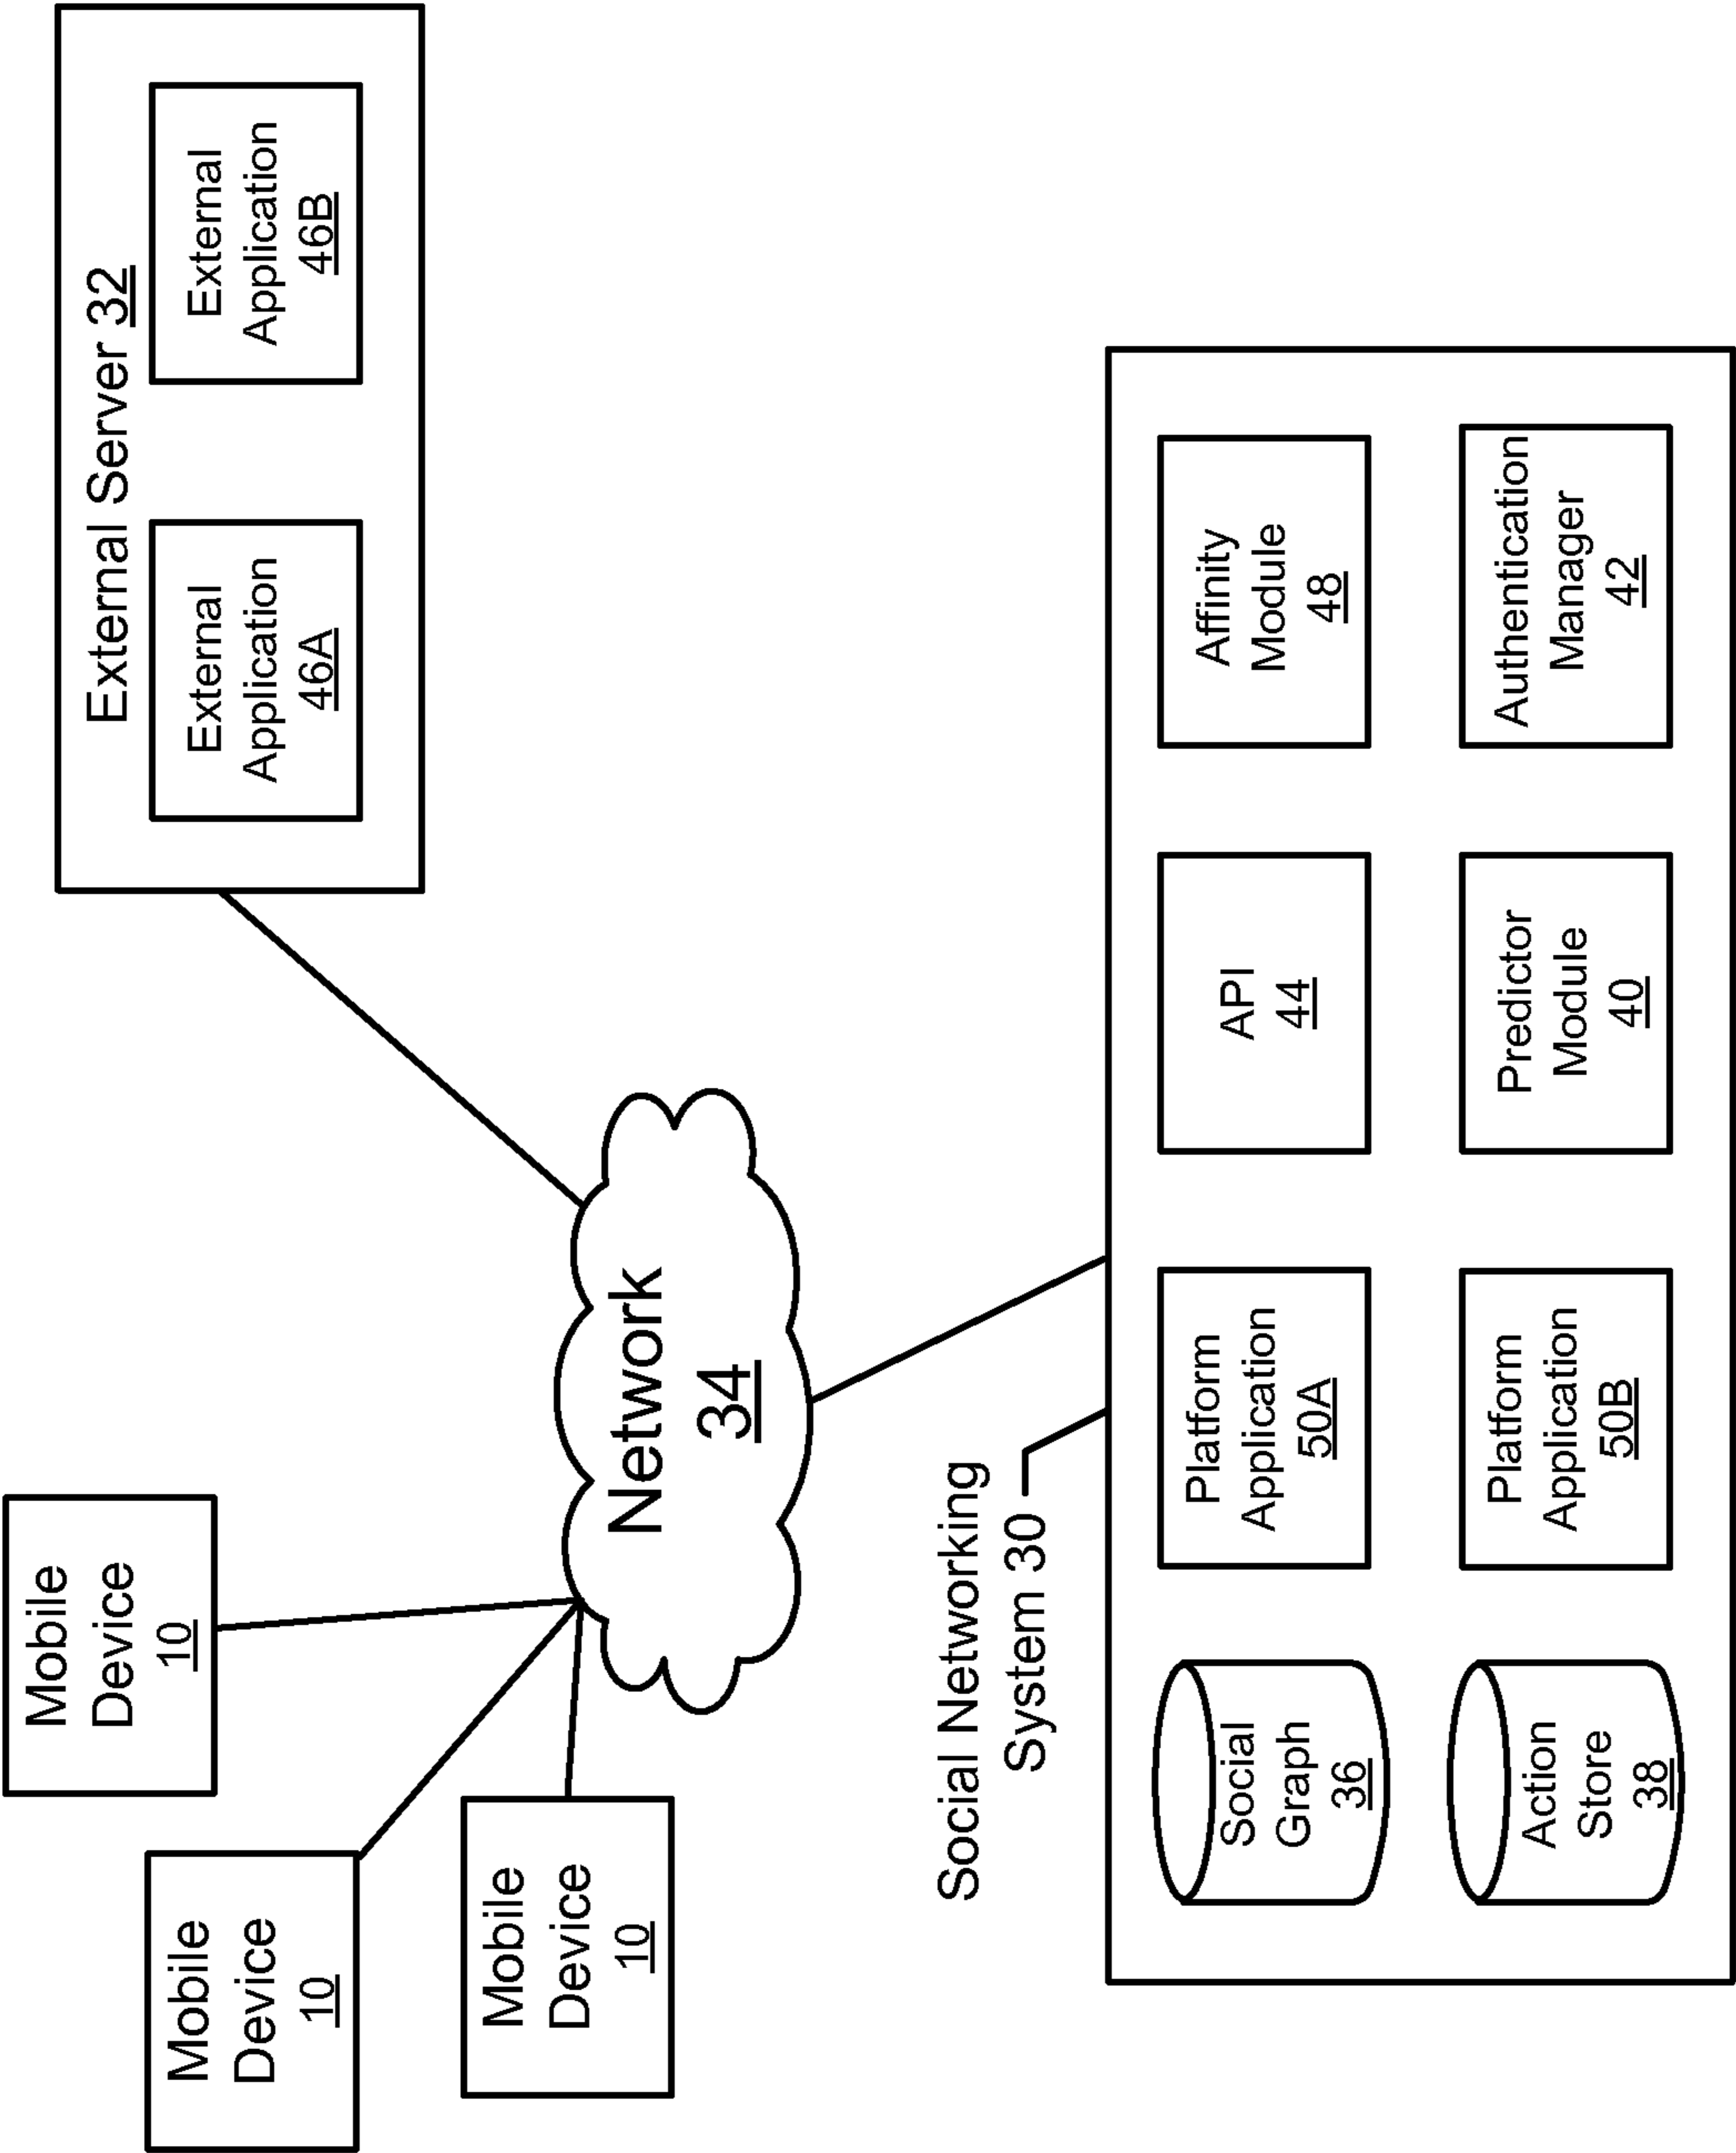 Mobile
Device
10
Mobile
Device
10
Mobile
Device
10
External Server 32
External
Application
46A
External
Application
46B
Network
34
Social Networking
System 30
Social
Graph
36
Platform
Application
50A
API
44
Affinity
Module
48
Action
Store
38
Platform
Application
50B
Predictor
Module
40
Authentication
Manager
42